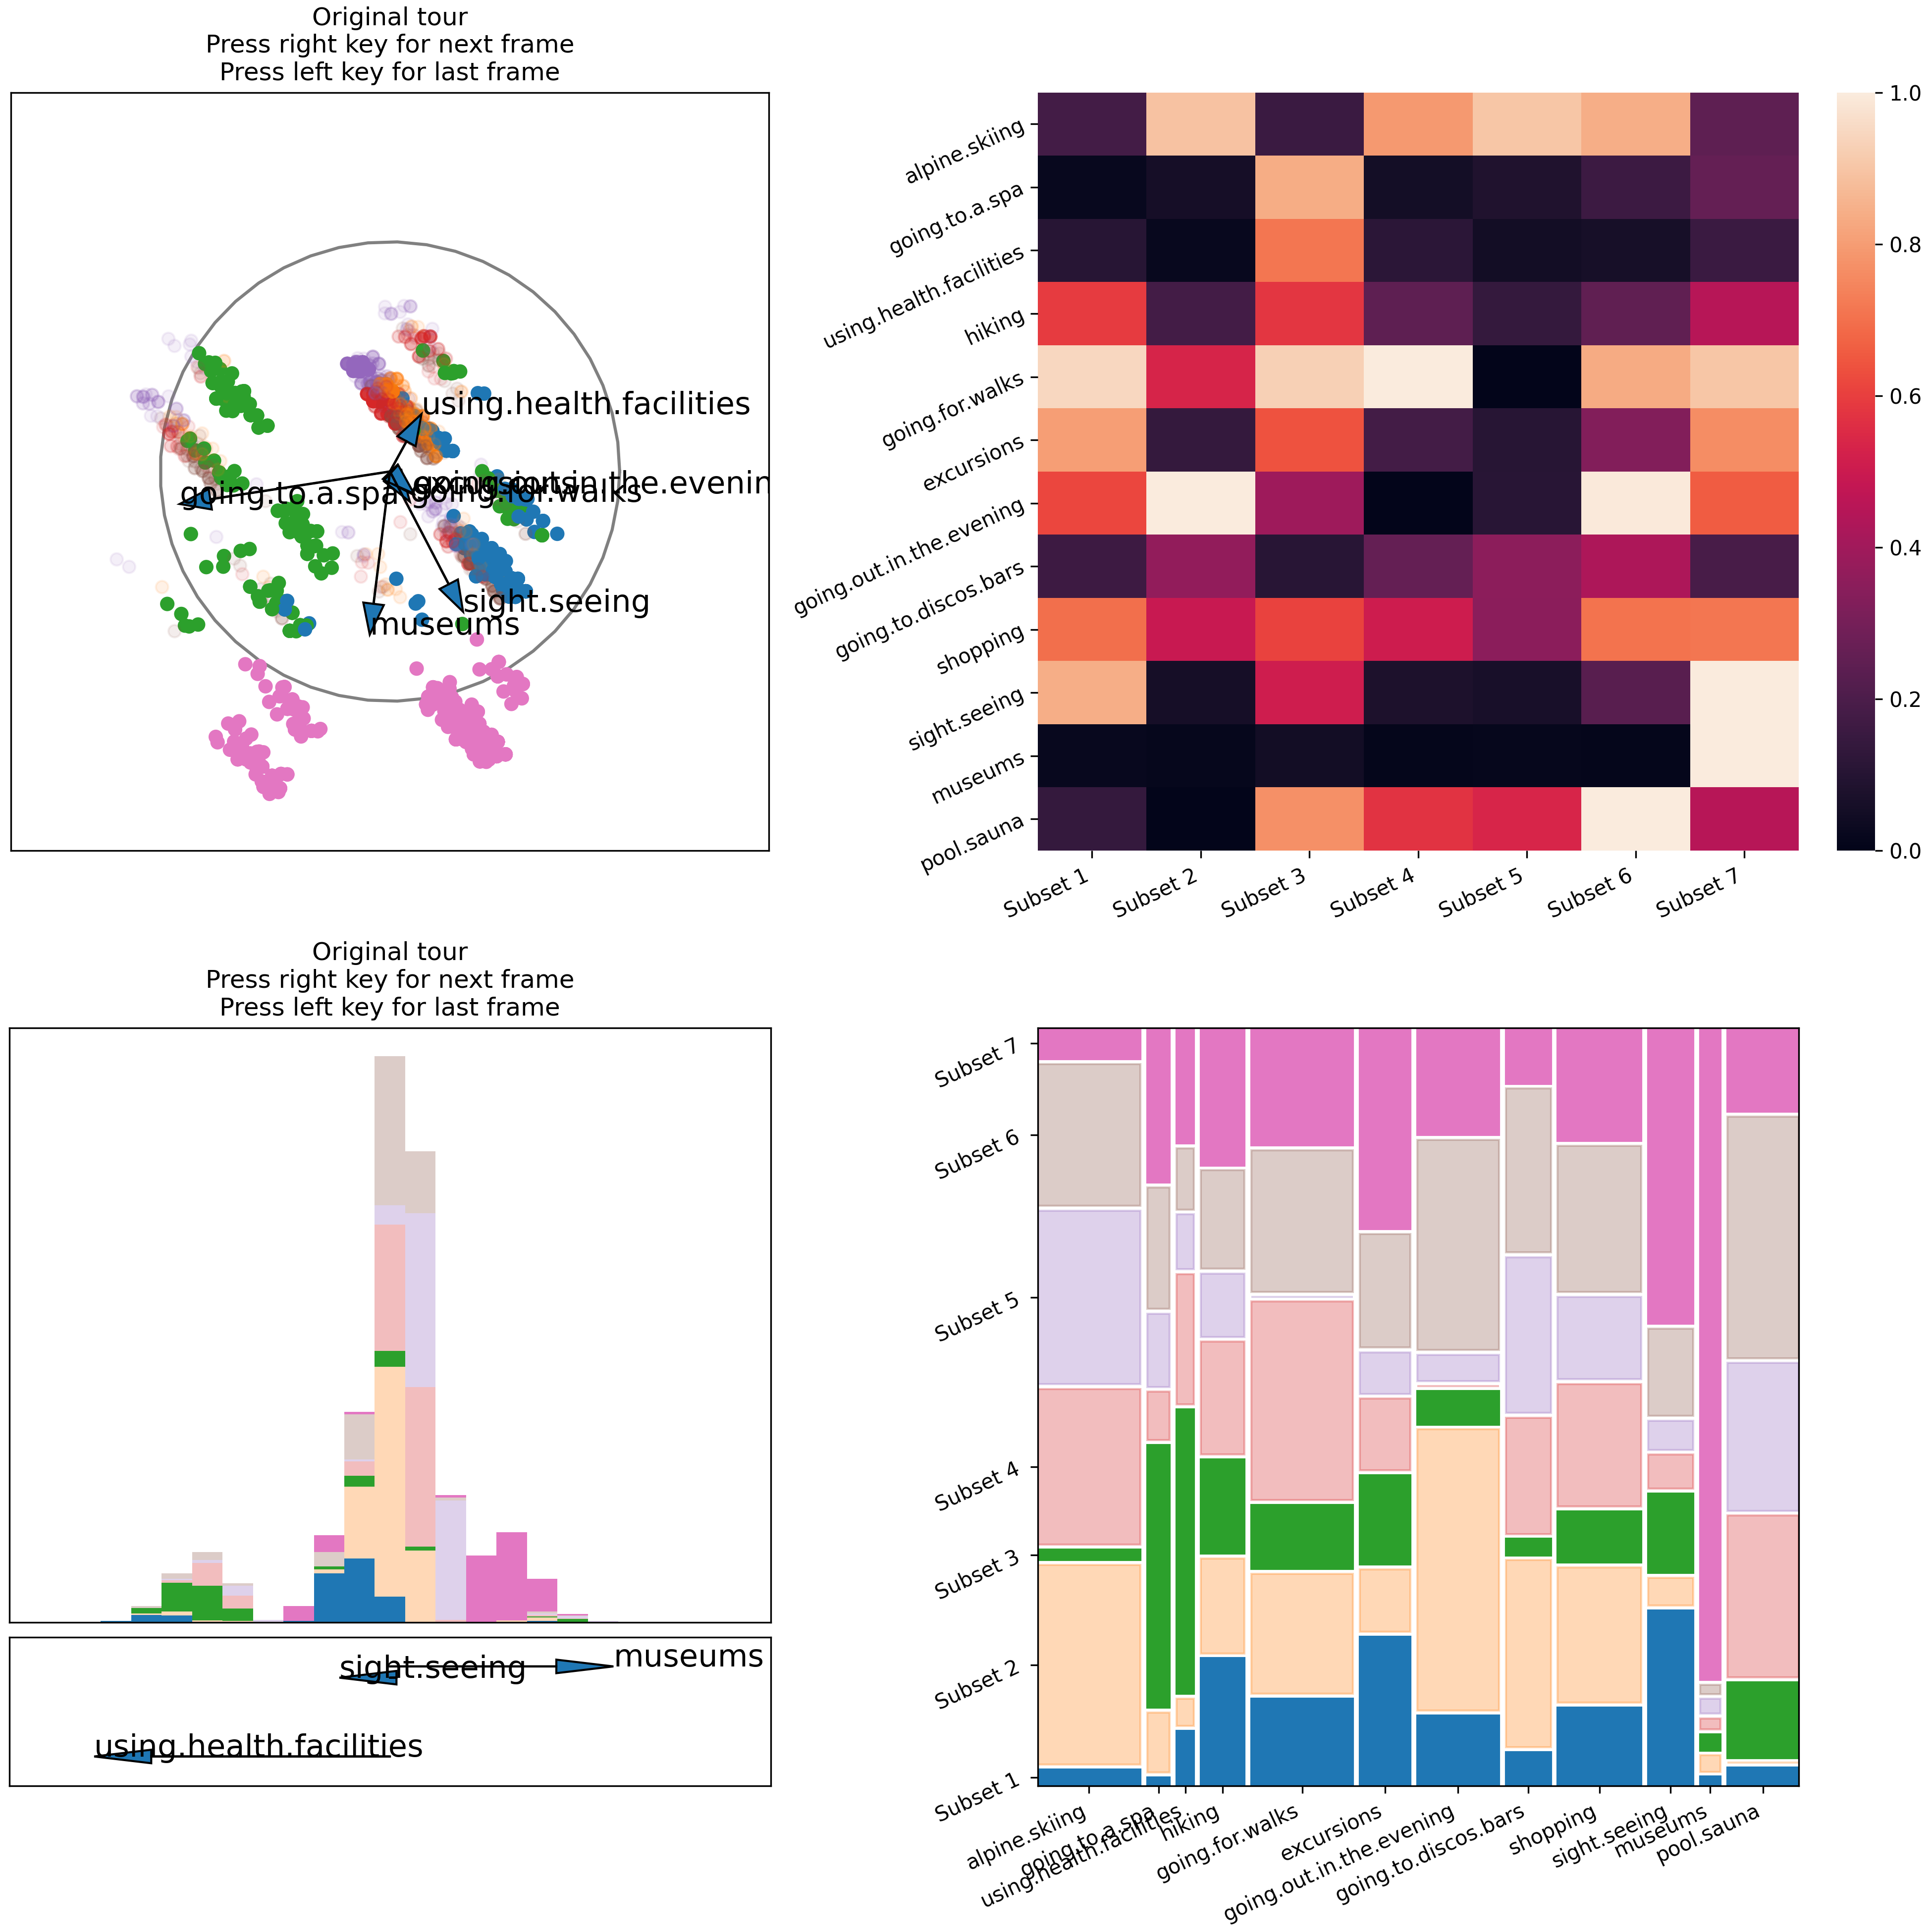 Original tour
Press right key for next frame
Press left key for last frame
using.health.facilities
excursions
going.out.in.the.evenin
going.to.a.spa
going.for.walks
sight.seeing
museums
alpine.skiing
going.to.a.spa
using.health.facilities
hiking
going.for.walks
excursions
going.out.in.the.evening
going.to.discos.bars
shopping
sight.seeing
museums
pool.sauna
Subset 1
Subset 2
Subset 3
Subset 4
Subset 5
Subset 6
Subset 7
1.0
0.8
0.6
0.4
0.2
0.0
Original tour
Press right key for next frame
Press left key for last frame
sight.seeing
museums
using.health.facilities
Subset 7
Subset 6
Subset 5
Subset 4
Subset 3
Subset 2
Subset 1
alpine.skiing
going.to.a.spa
using.health.facilities
hiking
going.for.walks
excursions
going.out.in.the.evening
going.to.discos.bars
shopping
sight.seeing
museums
pool.sauna